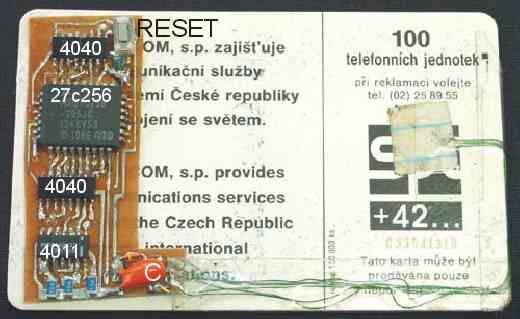 RESET
4040
27c256
4040
4011
C
OM, s.p. zajišťuje
unikační služby
emí České republiky
ojení se světem.
OM, s.p. provides
nications services
he Czech Republic
international
ations.
100
telefonních jednotek
při reklamaci volejte
tel. (02) 25 89 55
+42...
Tato karta může být
prodávána pouze